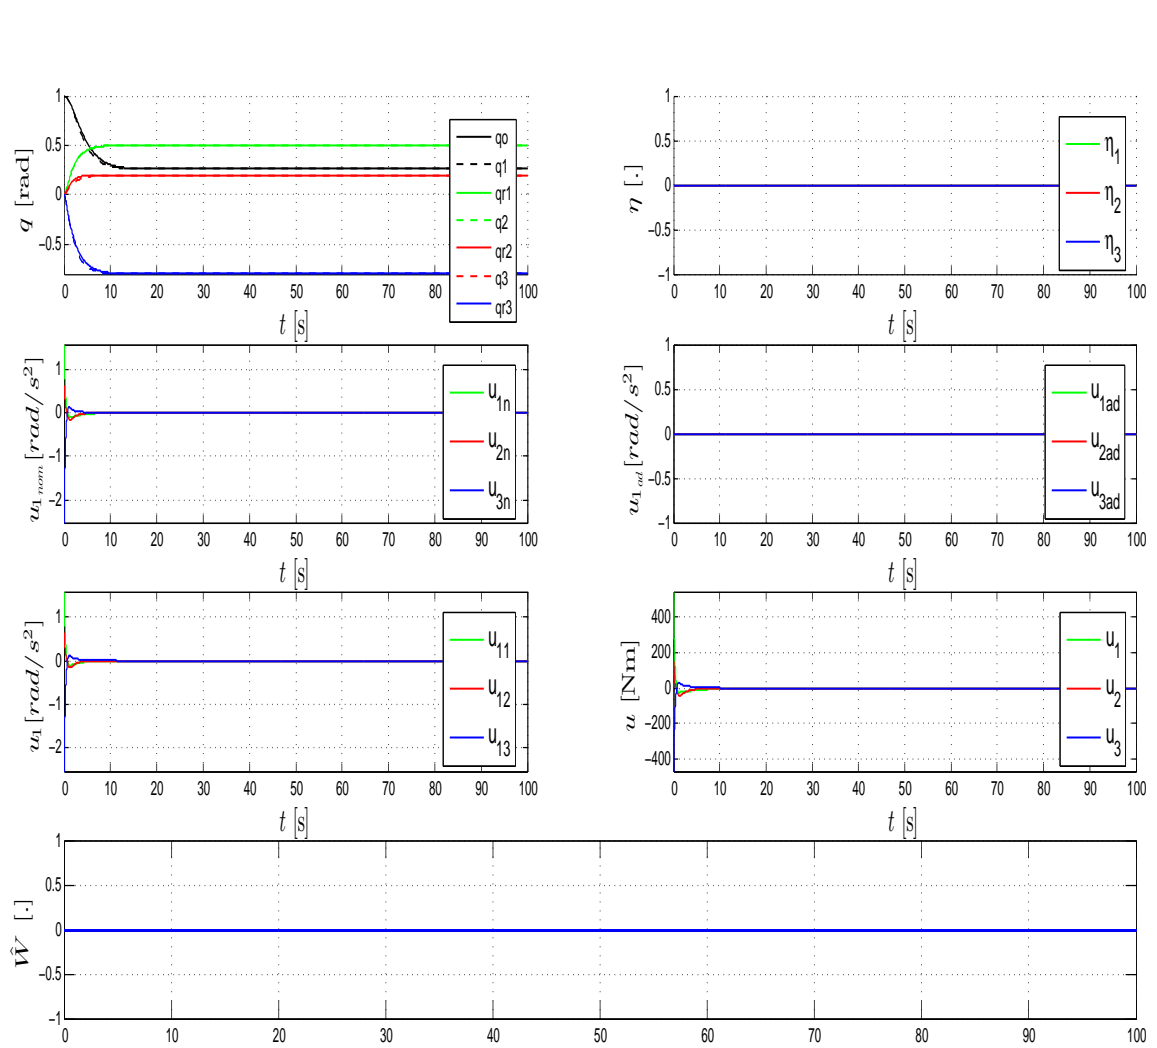 q [rad]
1
0.5
0
−0.5
0 10 20 30 40 50 60 70 80 100
t [s]
qo
q1
qr1
q2
qr2
q3
qr3
η [.]
1
0.5
0
−0.5
−1
0 10 20 30 40 50 60 70 80 90 100
t [s]
η1
η2
η3
u1nom [rad/s²]
1
0
−1
−2
0 10 20 30 40 50 60 70 80 90 100
t [s]
u1n
u2n
u3n
u1ad [rad/s²]
1
0.5
0
−0.5
−1
0 10 20 30 40 50 60 70 80 90 100
t [s]
u1ad
u2ad
u3ad
u1 [rad/s²]
1
0
−1
−2
0 10 20 30 40 50 60 70 80 90 100
t [s]
u11
u12
u13
u [Nm]
400
200
0
−200
−400
0 10 20 30 40 50 60 70 80 90 100
t [s]
u1
u2
u3
Ŵ [.]
1
0.5
0
−0.5
−1
0 10 20 30 40 50 60 70 80 90 100